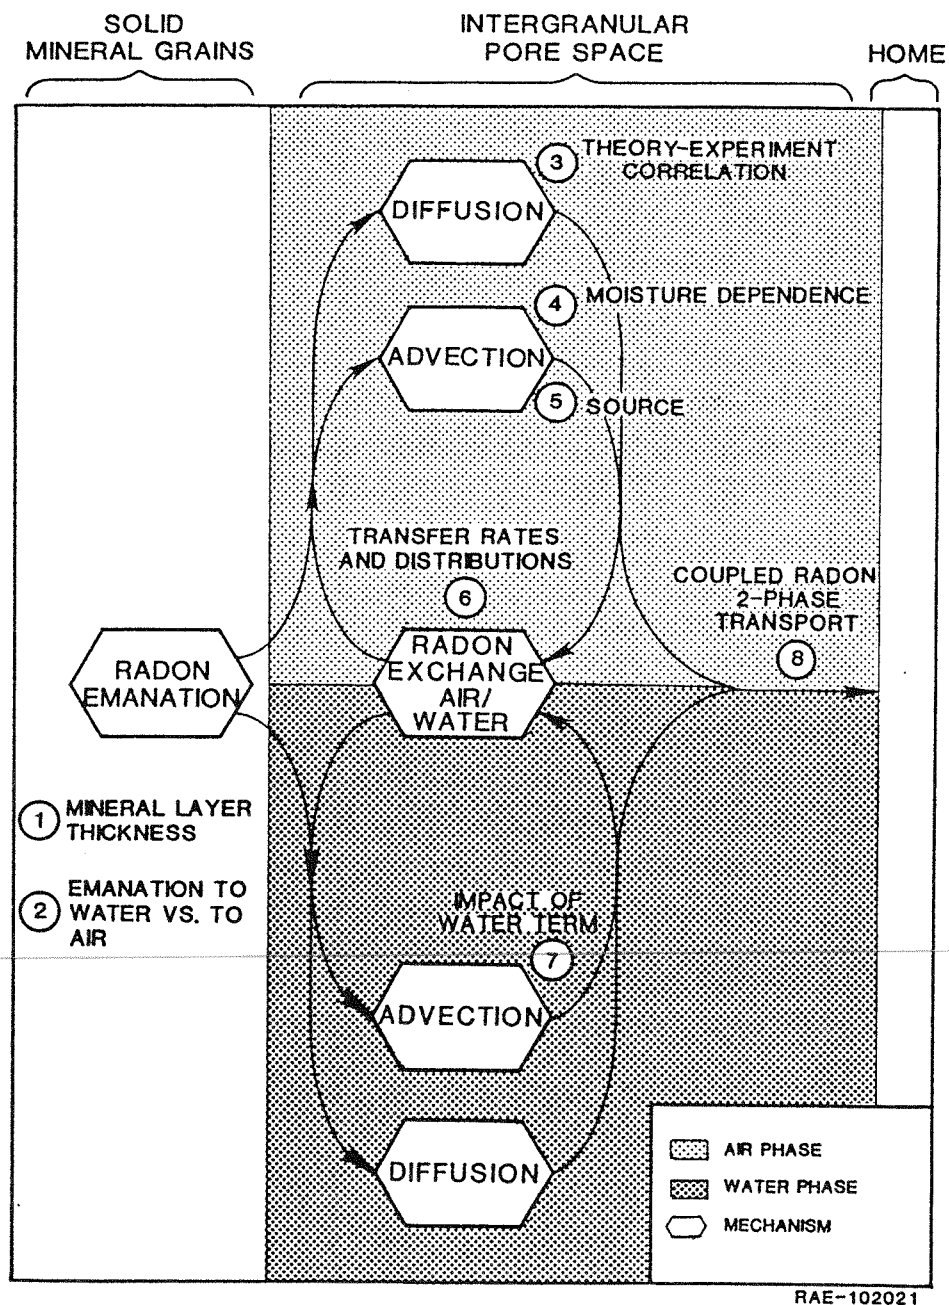 SOLID
MINERAL GRAINS
INTERGRANULAR
PORE SPACE
HOME
3
THEORY-EXPERIMENT
CORRELATION
DIFFUSION
4
MOISTURE DEPENDENCE
ADVECTION
5
SOURCE
TRANSFER RATES
AND DISTRIBUTIONS
6
COUPLED RADON
2-PHASE
TRANSPORT
8
RADON
EMANATION
RADON
EXCHANGE
AIR/
WATER
1
MINERAL LAYER
THICKNESS
2
EMANATION TO
WATER VS. TO
AIR
IMPACT OF
WATER TERM
7
ADVECTION
DIFFUSION
AIR PHASE
WATER PHASE
MECHANISM
RAE-102021